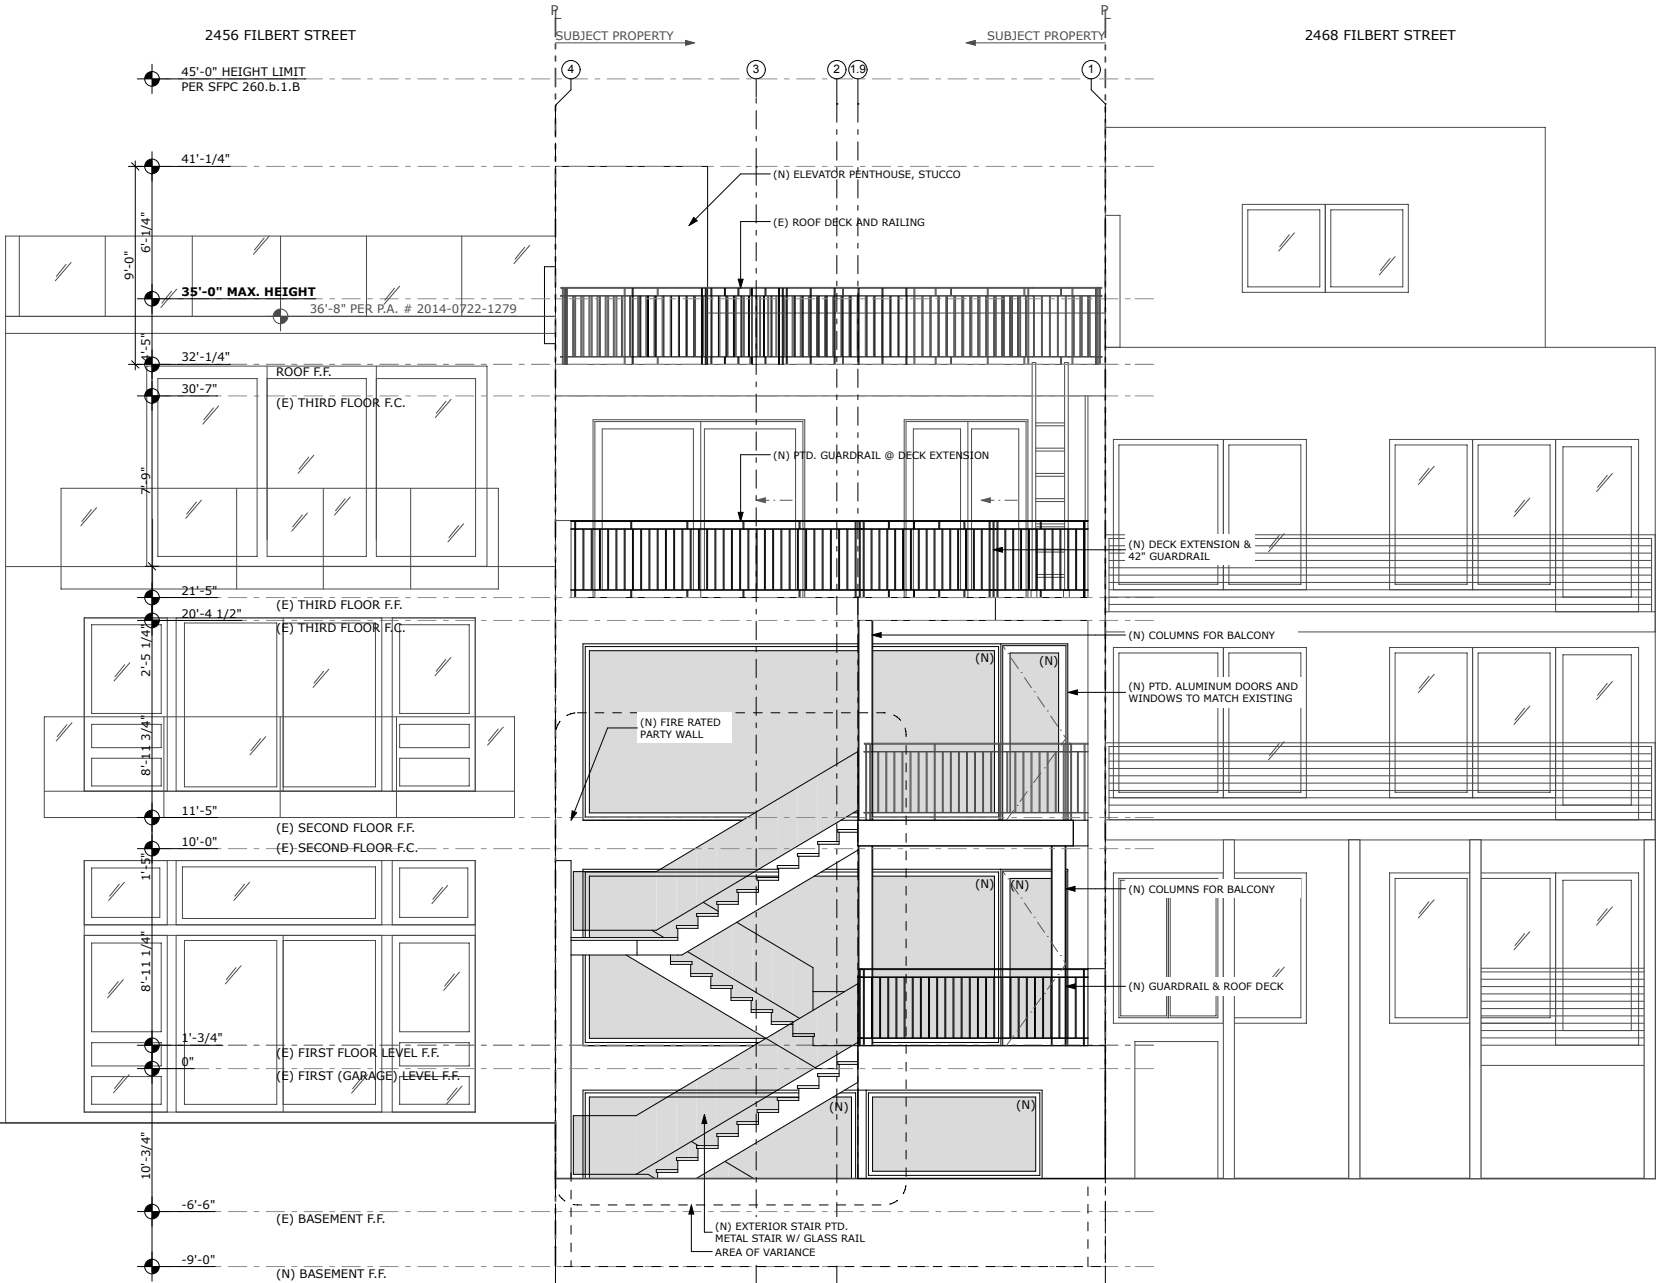 2456 FILBERT STREET
P
L
SUBJECT PROPERTY
SUBJECT PROPERTY
P
L
2468 FILBERT STREET
4
3
2
1.9
1
45'-0" HEIGHT LIMIT
PER SFPC 260.b.1.B
41'-1/4"
(N) ELEVATOR PENTHOUSE, STUCCO
(E) ROOF DECK AND RAILING
6'-1/4"
9'-0"
35'-0" MAX. HEIGHT
36'-8" PER P.A. # 2014-0722-1279
4'-5"
32'-1/4"
ROOF F.F.
30'-7"
(E) THIRD FLOOR F.C.
(N) PTD. GUARDRAIL @ DECK EXTENSION
7'-9"
(N) DECK EXTENSION &
42" GUARDRAIL
21'-5"
(E) THIRD FLOOR F.F.
20'-4 1/2"
(E) THIRD FLOOR F.C.
2'-5 1/4"
(N) COLUMNS FOR BALCONY
(N)
(N)
(N) PTD. ALUMINUM DOORS AND
WINDOWS TO MATCH EXISTING
(N) FIRE RATED
PARTY WALL
8'-11 3/4"
11'-5"
(E) SECOND FLOOR F.F.
10'-0"
(E) SECOND FLOOR F.C.
1'-5"
(N)
(N)
(N) COLUMNS FOR BALCONY
8'-11 1/4"
(N) GUARDRAIL & ROOF DECK
1'-3/4"
(E) FIRST FLOOR LEVEL F.F.
0"
(E) FIRST (GARAGE) LEVEL F.F.
(N)
(N)
10'-3/4"
-6'-6"
(E) BASEMENT F.F.
(N) EXTERIOR STAIR PTD.
METAL STAIR W/ GLASS RAIL
AREA OF VARIANCE
-9'-0"
(N) BASEMENT F.F.